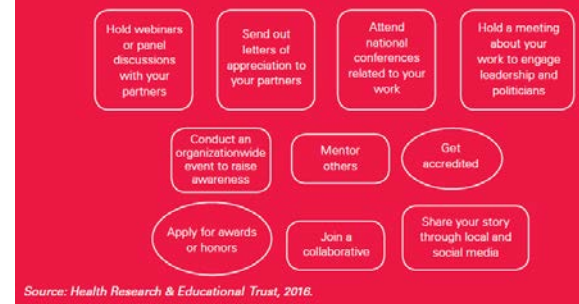 Hold webinars
or panel
discussions
with your
partners
Send out
letters of
appreciation to
your partners
Attend
national
conferences
related to your
work
Hold a meeting
about your
work to engage
leadership and
politicians
Conduct an
organizationwide
event to raise
awareness
Mentor
others
Get
accredited
Apply for awards
or honors
Join a
collaborative
Share your story
through local and
social media
Source: Health Research & Educational Trust, 2016.